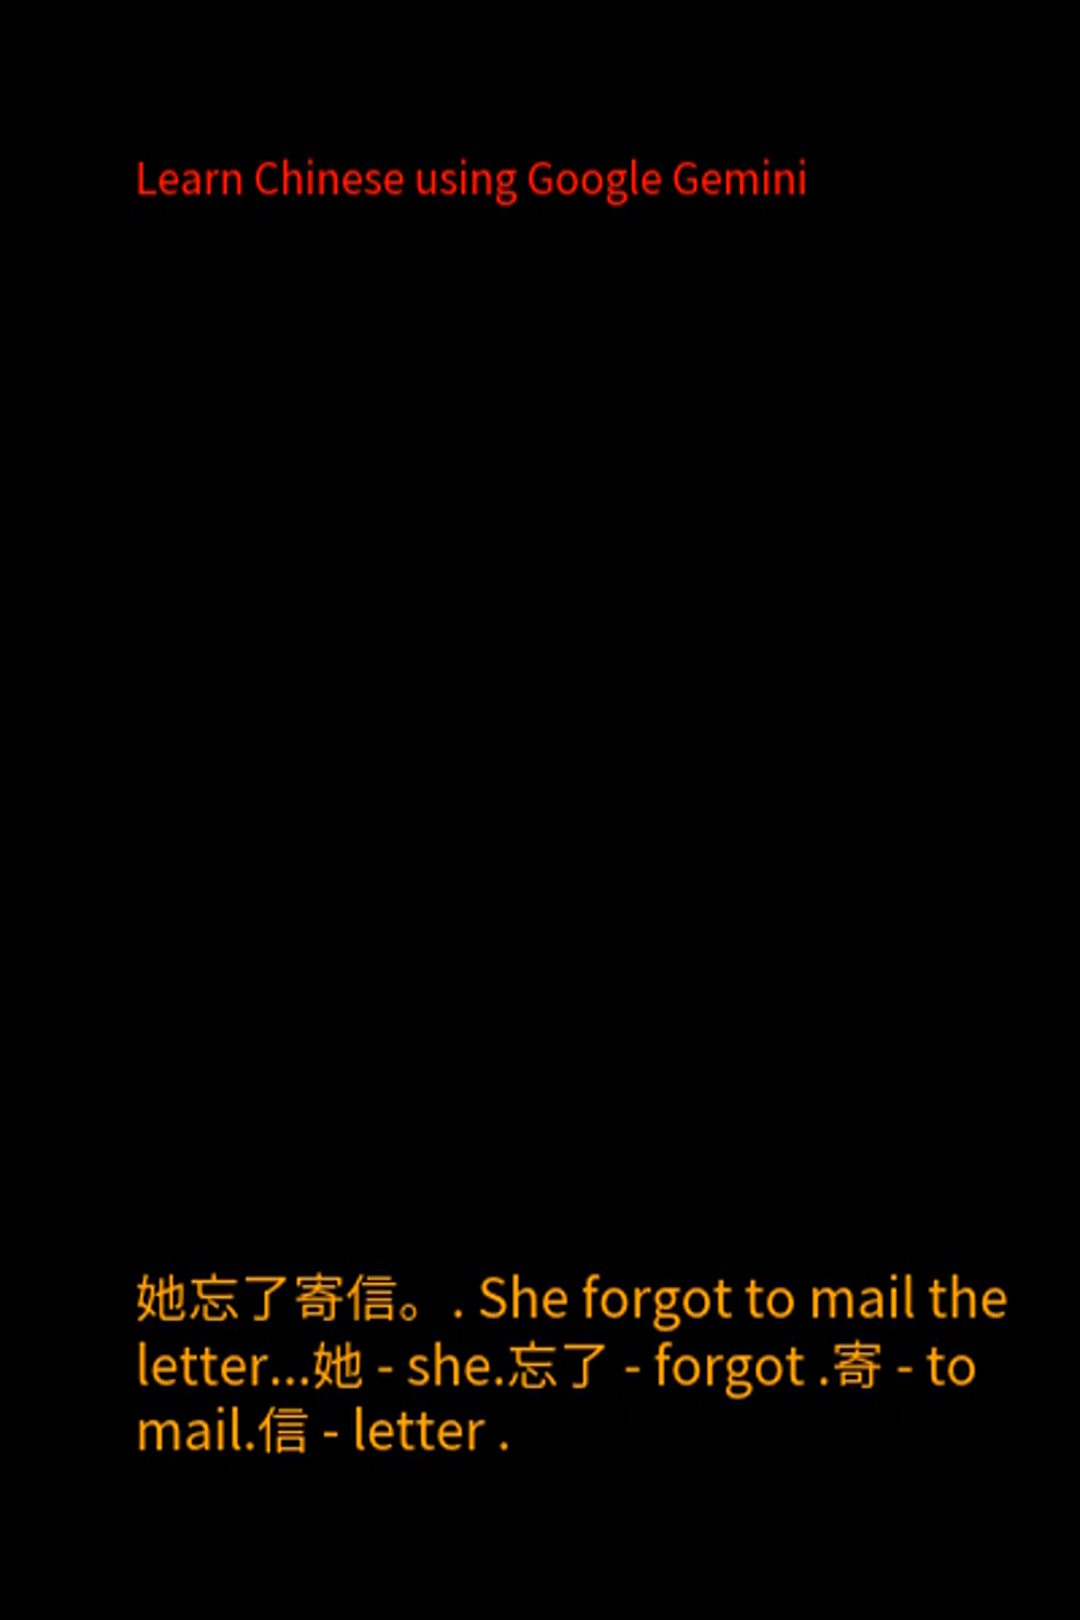 Learn Chinese using Google Gemini
她忘了寄信。. She forgot to mail the
letter...她 - she.忘了 - forgot .寄 - to
mail.信 - letter .